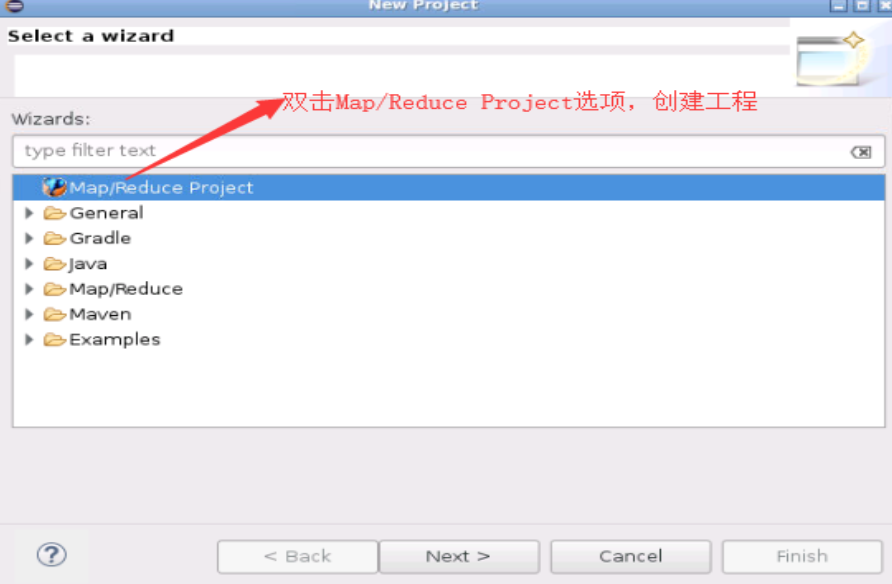 New Project
Select a wizard
双击Map/Reduce Project选项，创建工程
Wizards:
type filter text
Map/Reduce Project
General
Gradle
Java
Map/Reduce
Maven
Examples
?
< Back
Next >
Cancel
Finish